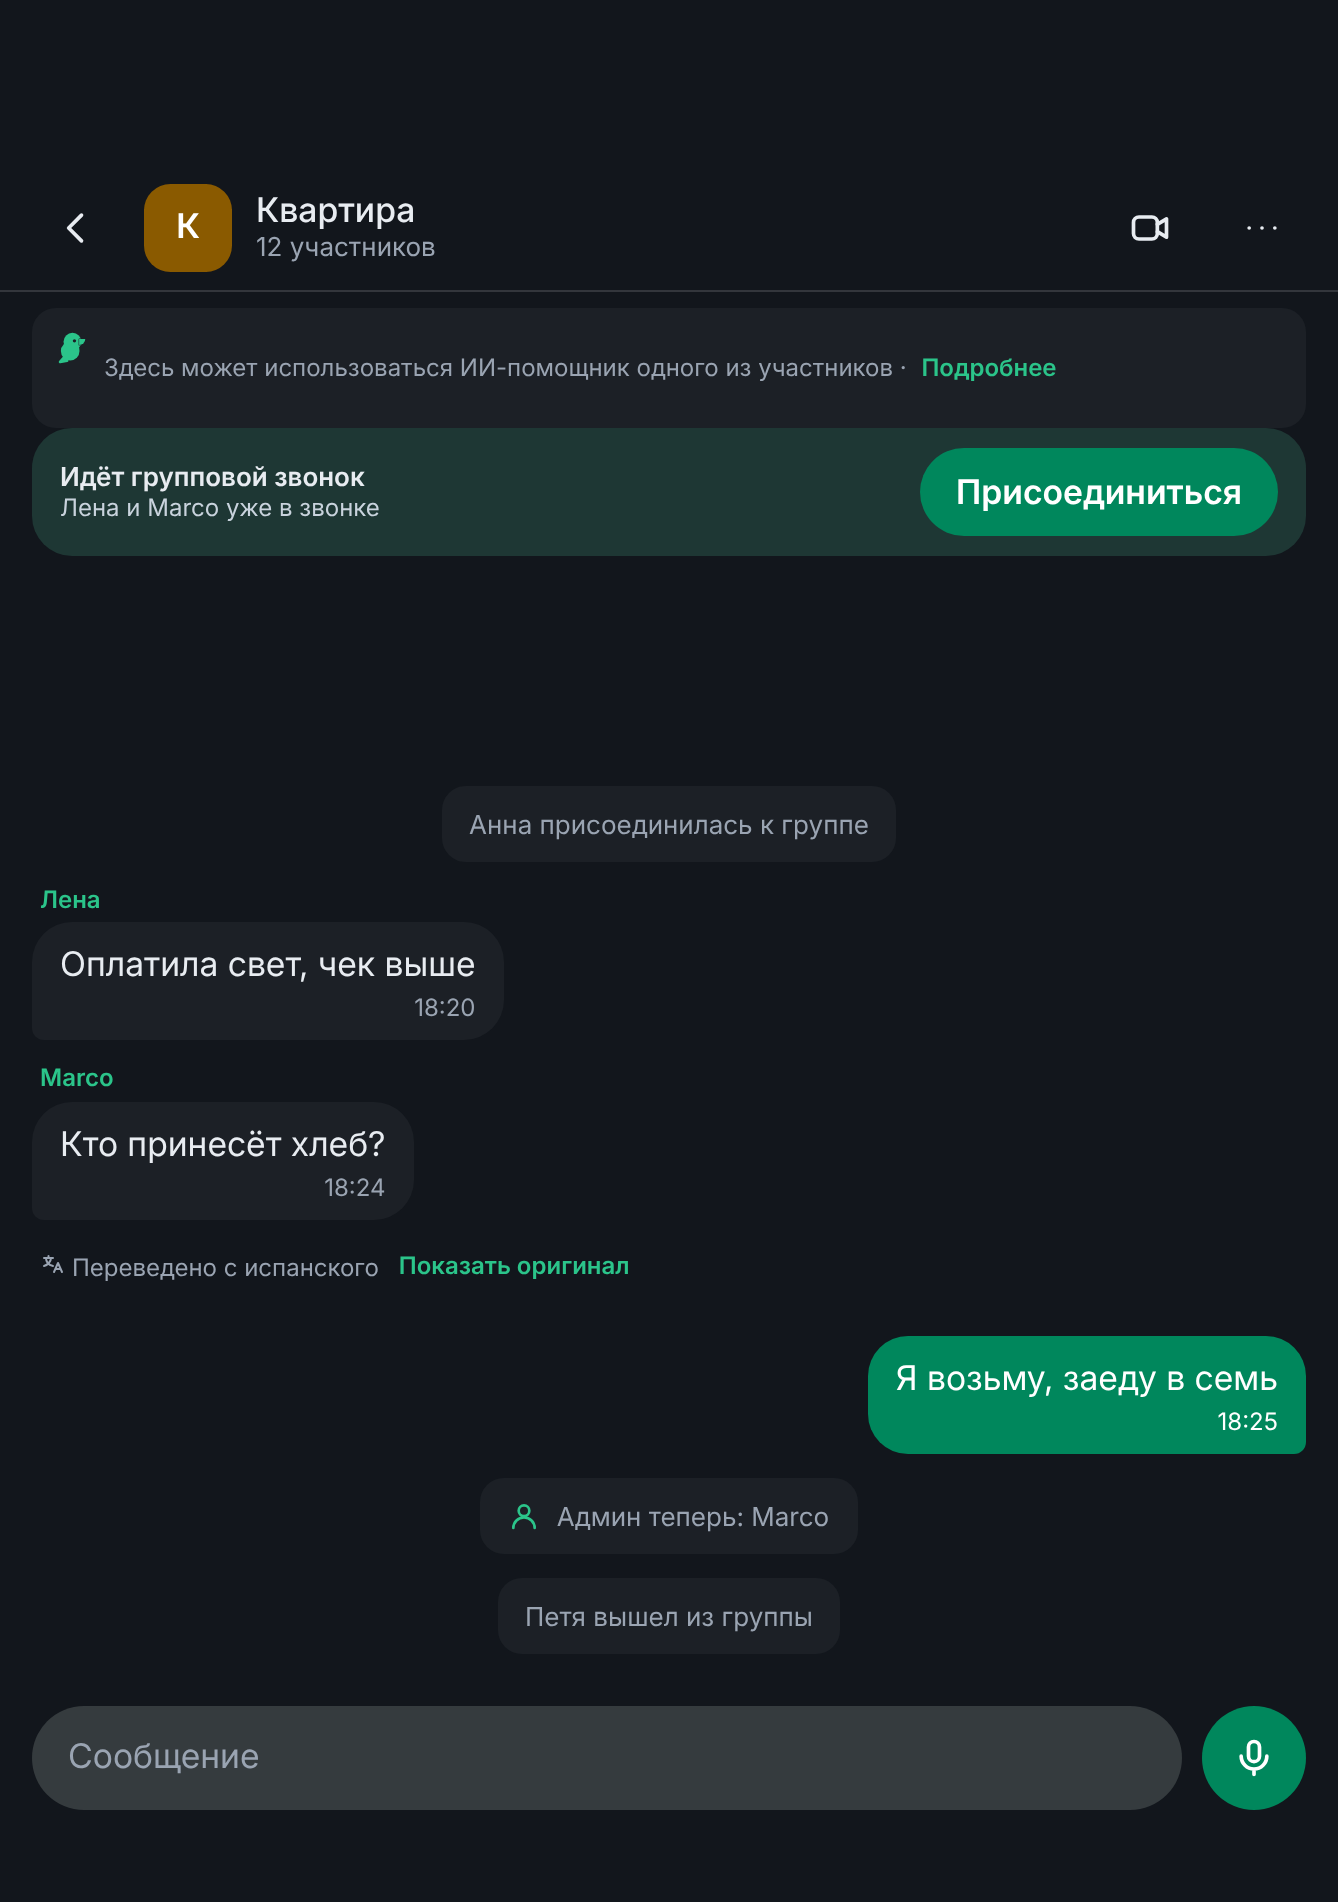 К
Квартира
12 участников
Здесь может использоваться ИИ-помощник одного из участников · Подробнее
Идёт групповой звонок
Лена и Marco уже в звонке
Присоединиться
Анна присоединилась к группе
Лена
Оплатила свет, чек выше
18:20
Marco
Кто принесёт хлеб?
18:24
Переведено с испанского Показать оригинал
Я возьму, заеду в семь
18:25
Админ теперь: Marco
Петя вышел из группы
Сообщение